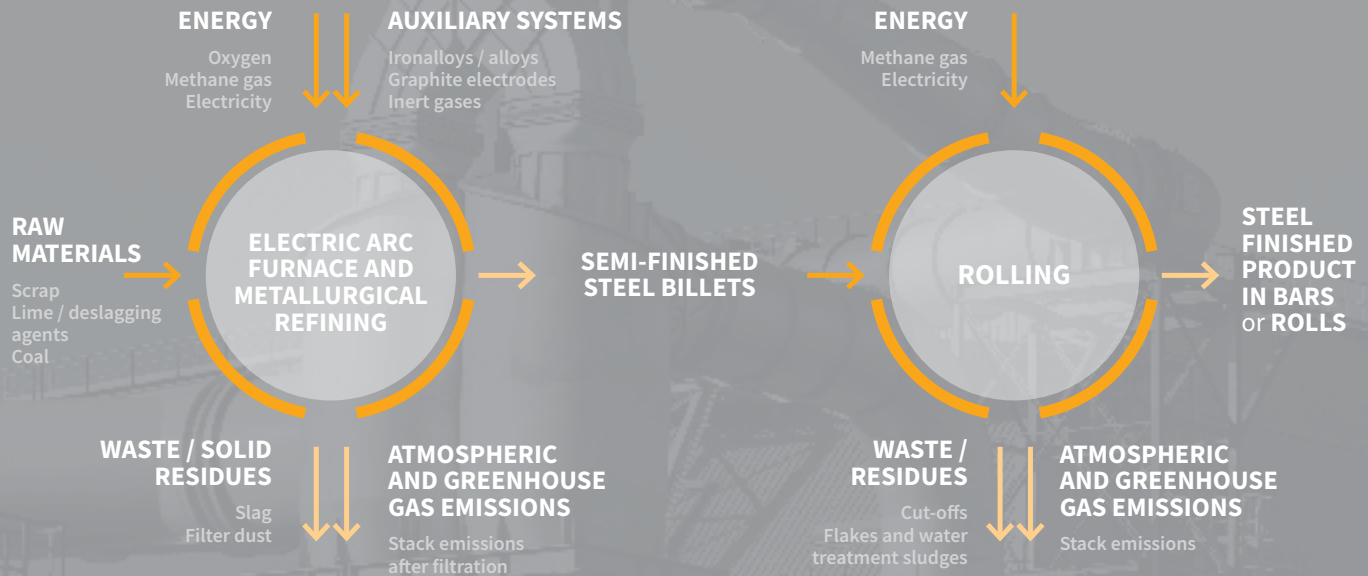 ENERGY
Oxygen
Methane gas
Electricity
AUXILIARY SYSTEMS
Ironalloys / alloys
Graphite electrodes
Inert gases
ENERGY
Methane gas
Electricity
RAW
MATERIALS
Scrap
Lime / deslagging
agents
Coal
ELECTRIC ARC
FURNACE AND
METALLURGICAL
REFINING
SEMI-FINISHED
STEEL BILLETS
ROLLING
STEEL
FINISHED
PRODUCT
IN BARS
or ROLLS
WASTE / SOLID
RESIDUES
Slag
Filter dust
ATMOSPHERIC
AND GREENHOUSE
GAS EMISSIONS
Stack emissions
after filtration
WASTE /
RESIDUES
Cut-offs
Flakes and water
treatment sludges
ATMOSPHERIC
AND GREENHOUSE
GAS EMISSIONS
Stack emissions